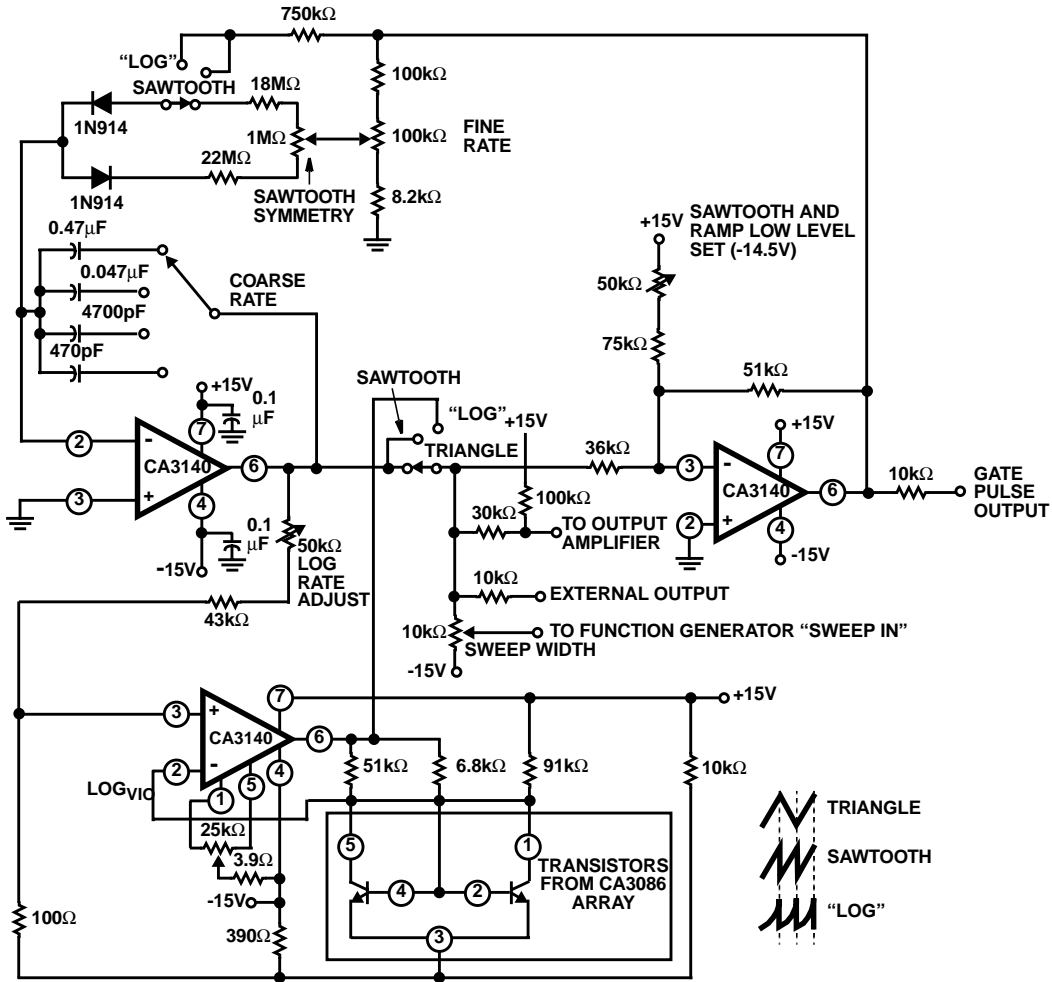 750kΩ
“LOG”
SAWTOOTH
18MΩ
100kΩ
1N914
1MΩ
100kΩ
FINE
RATE
22MΩ
1N914
SAWTOOTH
SYMMETRY
8.2kΩ
0.47μF
0.047μF
4700pF
470pF
COARSE
RATE
+15V
SAWTOOTH AND
RAMP LOW LEVEL
SET (-14.5V)
50kΩ
75kΩ
51kΩ
+15V
0.1
μF
7
2
-
CA3140
6
3
+
4
0.1
μF
-15V
SAWTOOTH
“LOG”
+15V
TRIANGLE
36kΩ
3
-
+15V
7
CA3140
6
2
+
4
-15V
10kΩ
GATE
PULSE
OUTPUT
100kΩ
30kΩ
TO OUTPUT
AMPLIFIER
50kΩ
LOG
RATE
ADJUST
43kΩ
10kΩ
EXTERNAL OUTPUT
10kΩ
TO FUNCTION GENERATOR “SWEEP IN”
SWEEP WIDTH
-15V
7
+15V
3
+
CA3140
6
2
-
4
5
1
LOGVIO
51kΩ
6.8kΩ
91kΩ
10kΩ
25kΩ
3.9Ω
-15V
100Ω
390Ω
5
1
4
2
3
TRANSISTORS
FROM CA3086
ARRAY
TRIANGLE
SAWTOOTH
“LOG”